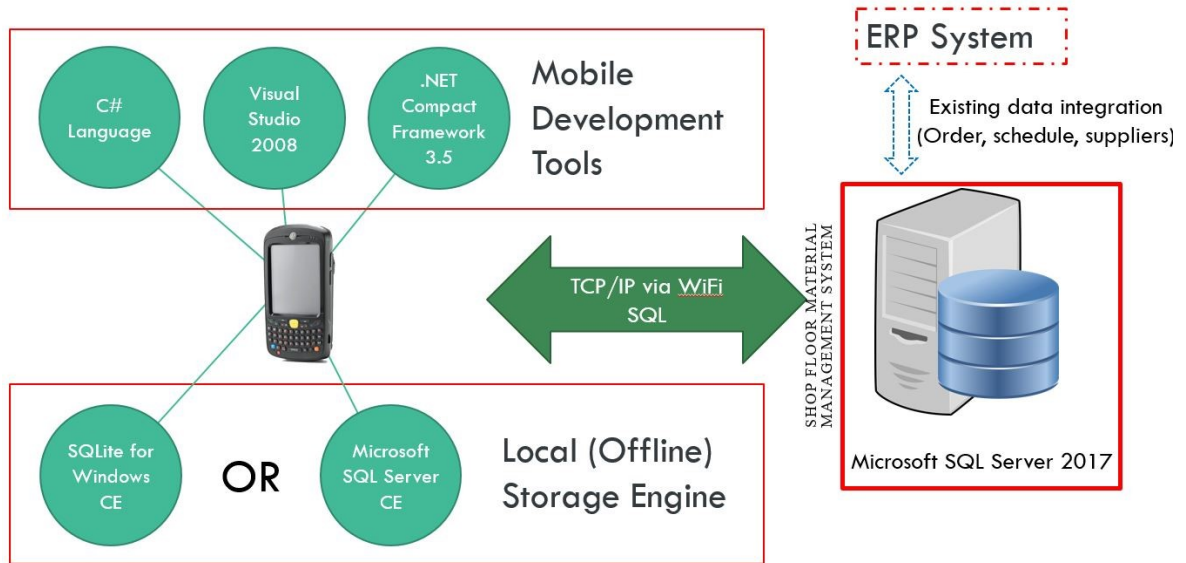 C#
Language
Visual
Studio
2008
.NET
Compact
Framework
3.5
Mobile
Development
Tools
ERP System
Existing data integration
(Order, schedule, suppliers)
TCP/IP via WiFi
SQL
SHOP FLOOR MATERIAL
MANAGEMENT SYSTEM
Microsoft SQL Server 2017
SQLite for
Windows
CE
OR
Microsoft
SQL Server
CE
Local (Offline)
Storage Engine